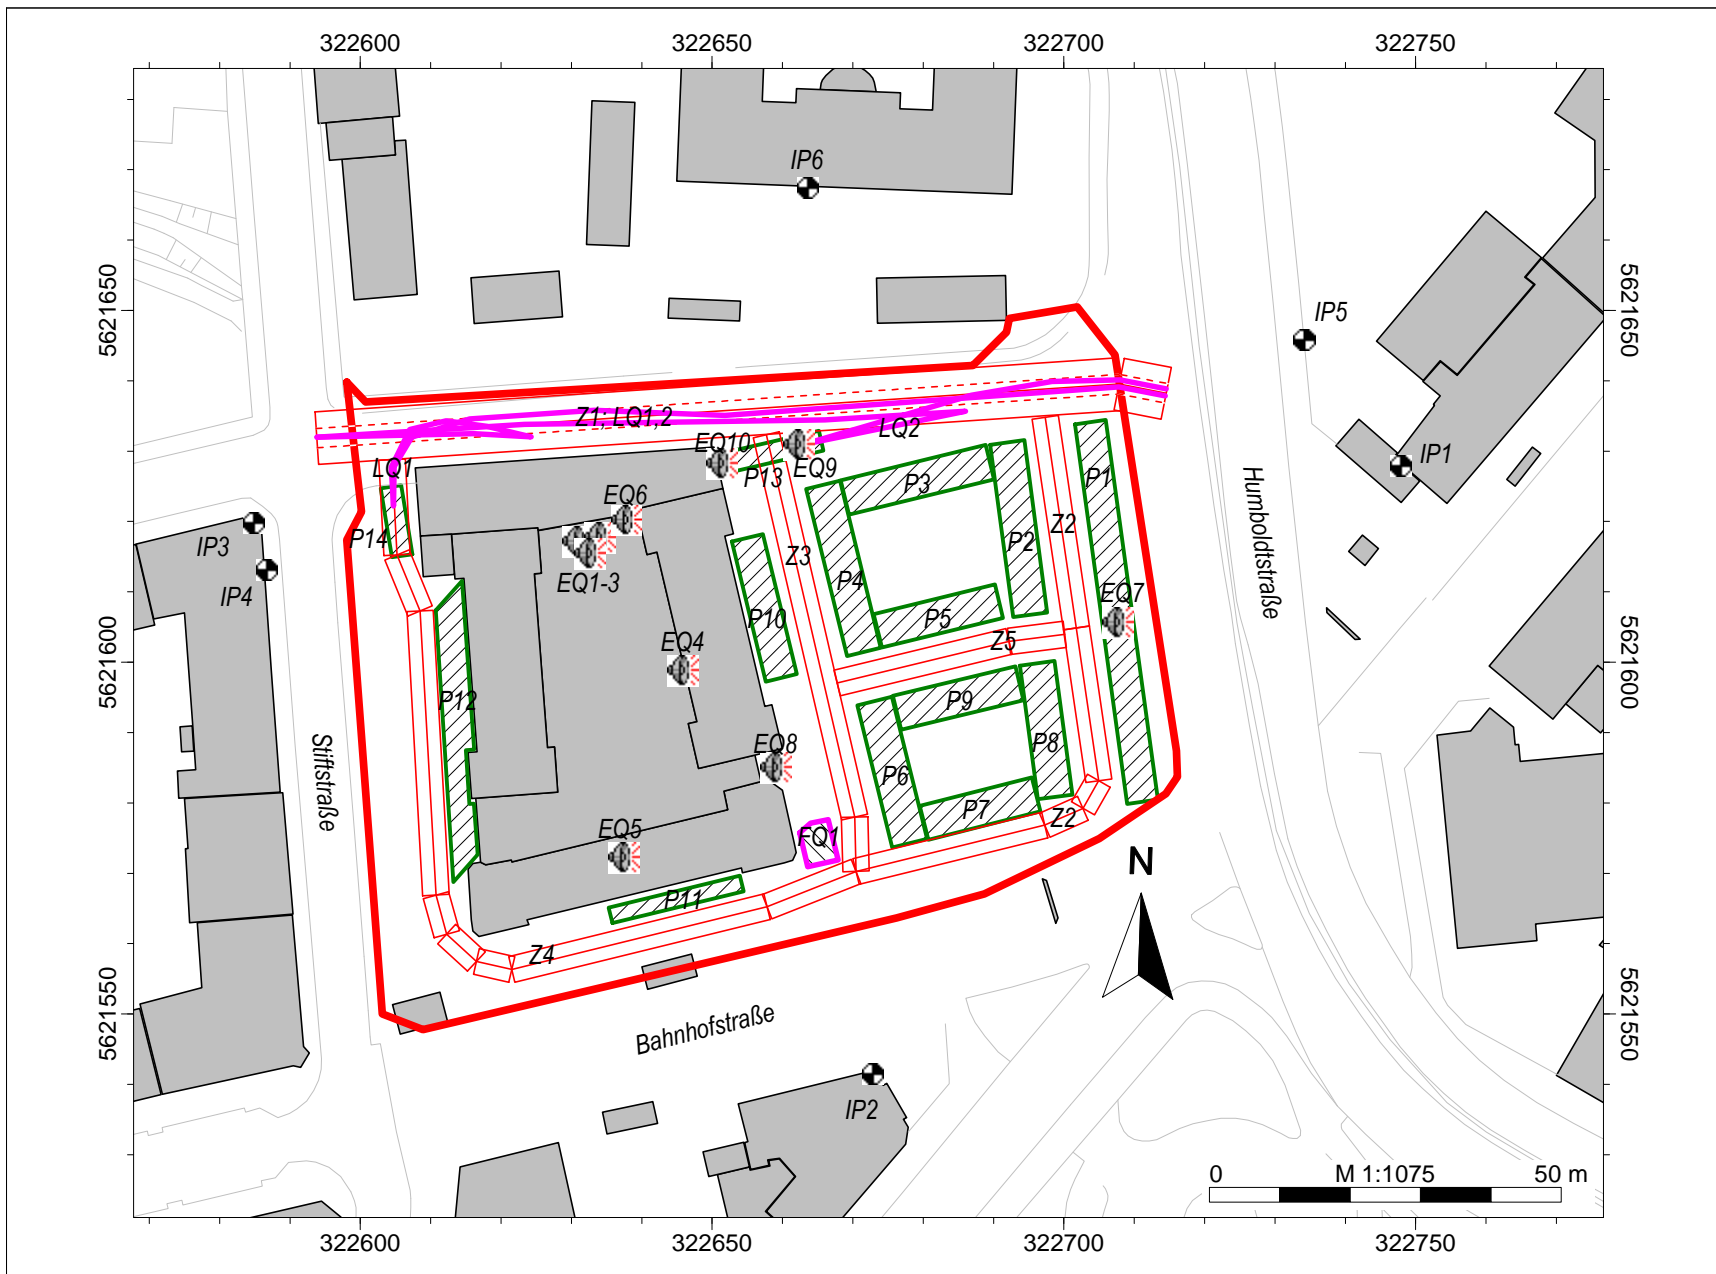 322600 322650 322700 322750
IP6
5621650
5621650
IP5
Z1; LQ1,2
LQ2
EQ10
LQ1
EQ9
P13
P3
P1
IP1
EQ6
Humboldtstraße
P14
IP3
Z2
P2
Z3
EQ1-3
P4
IP4
EQ7
P10
P5
5621600
EQ4
Z5
5621600
P12
P9
EQ8
P8
Stiftstraße
P6
P7
Z2
EQ5
FQ1
N
P11
Z4
5621550
Bahnhofstraße
5621550
IP2
0 M 1:1075 50 m
322600 322650 322700 322750